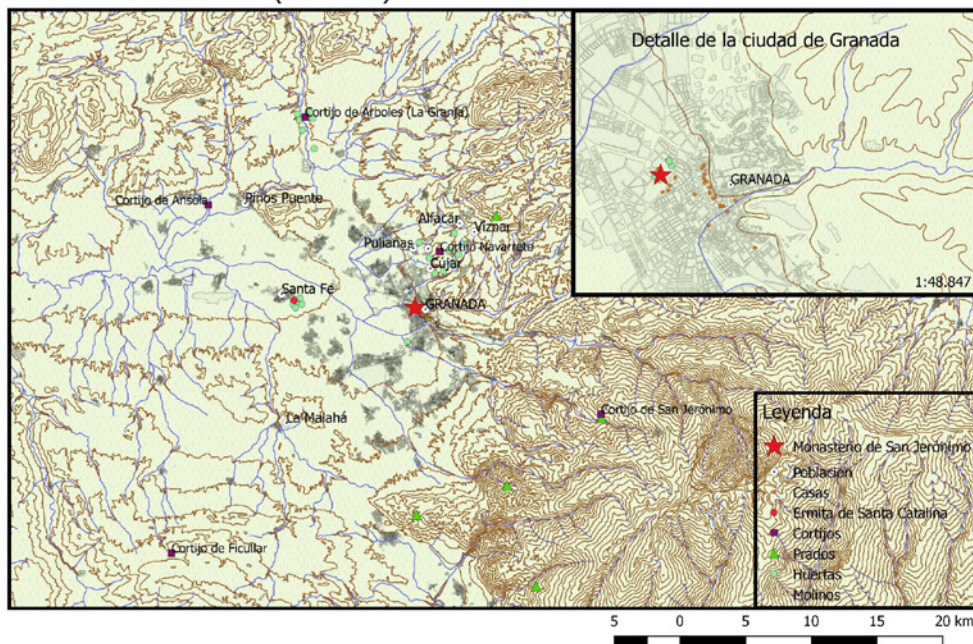 Detalle de la ciudad de Granada
GRANADA
1:48.847
Cortijo de Arboles (La Granja)
Cortijo de Ansola
Pinos Puente
Alfacar
Viznar
Pulianas
Cortijo Navarrete
Cújar
Santa Fe
GRANADA
La Malahá
Cortijo de San Jerónimo
Cortijo de Ficullar
Leyenda
Monasterio de San Jerónimo
Población
Casas
Ermita de Santa Catalina
Cortijos
Prados
Huertas
Molinos
5 0 5 10 15 20 km